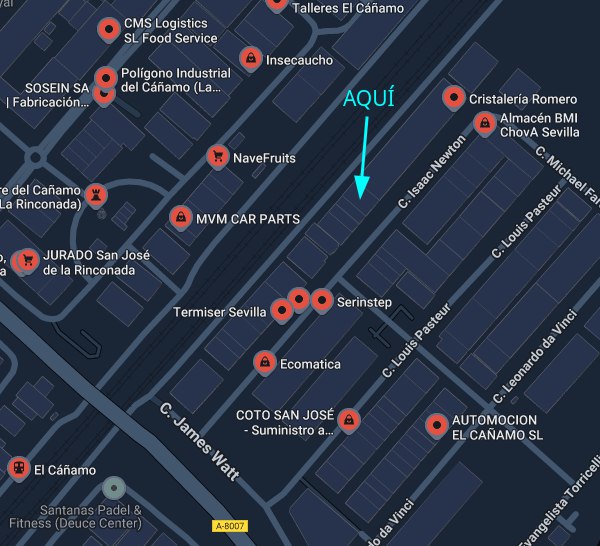 CMS Logistics
SL Food Service
Talleres El Cáñamo
Insecaucho
SOSEIN SA
| Fabricación...
Polígono Industrial
del Cáñamo (La...
AQUÍ
Cristalería Romero
Almacén BMI
ChovA Sevilla
NaveFruits
C. Isaac Newton
C. Michael Fa
re del Cañamo
La Rinconada)
MVM CAR PARTS
C. Louis Pasteur
JURADO San José
de la Rinconada
Termiser Sevilla
Serinstep
C. Leonardo da Vinci
Ecomatica
C. Louis Pasteur
COTO SAN JOSÉ
- Suministro a...
AUTOMOCION
EL CAÑAMO SL
C. James Watt
El Cáñamo
Santanas Padel &
Fitness (Deuce Center)
A-8007
do da Vinci
Evangelista Torricelli